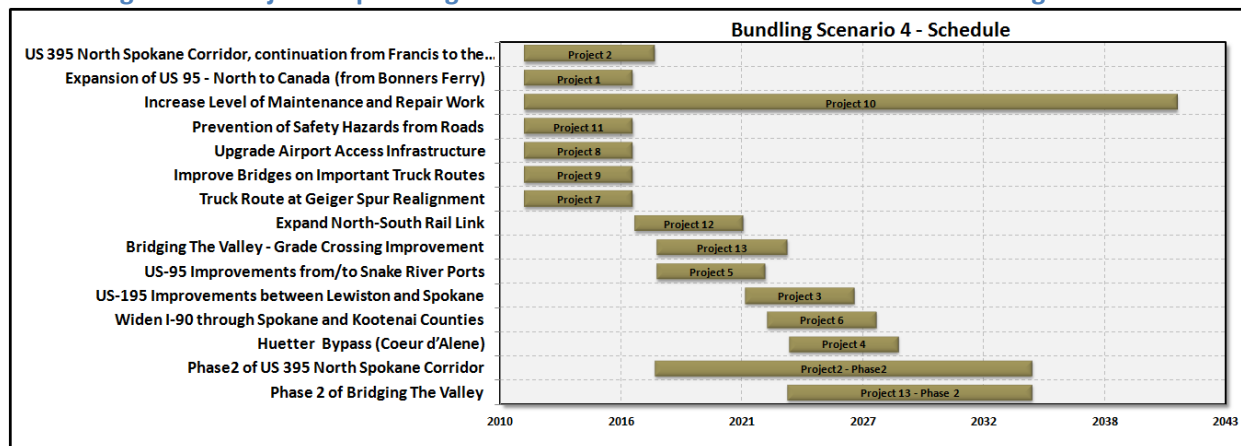 Bundling Scenario 4 - Schedule
US 395 North Spokane Corridor, continuation from Francis to the...
Project 2
Expansion of US 95 - North to Canada (from Bonners Ferry)
Project 1
Increase Level of Maintenance and Repair Work
Project 10
Prevention of Safety Hazards from Roads
Project 11
Upgrade Airport Access Infrastructure
Project 8
Improve Bridges on Important Truck Routes
Project 9
Truck Route at Geiger Spur Realignment
Project 7
Expand North-South Rail Link
Project 12
Bridging The Valley - Grade Crossing Improvement
Project 13
US-95 Improvements from/to Snake River Ports
Project 5
US-195 Improvements between Lewiston and Spokane
Project 3
Widen I-90 through Spokane and Kootenai Counties
Project 6
Huetter Bypass (Coeur d’Alene)
Project 4
Phase2 of US 395 North Spokane Corridor
Project2 - Phase2
Phase 2 of Bridging The Valley
Project 13 - Phase 2
2010 2016 2021 2027 2032 2038 2043